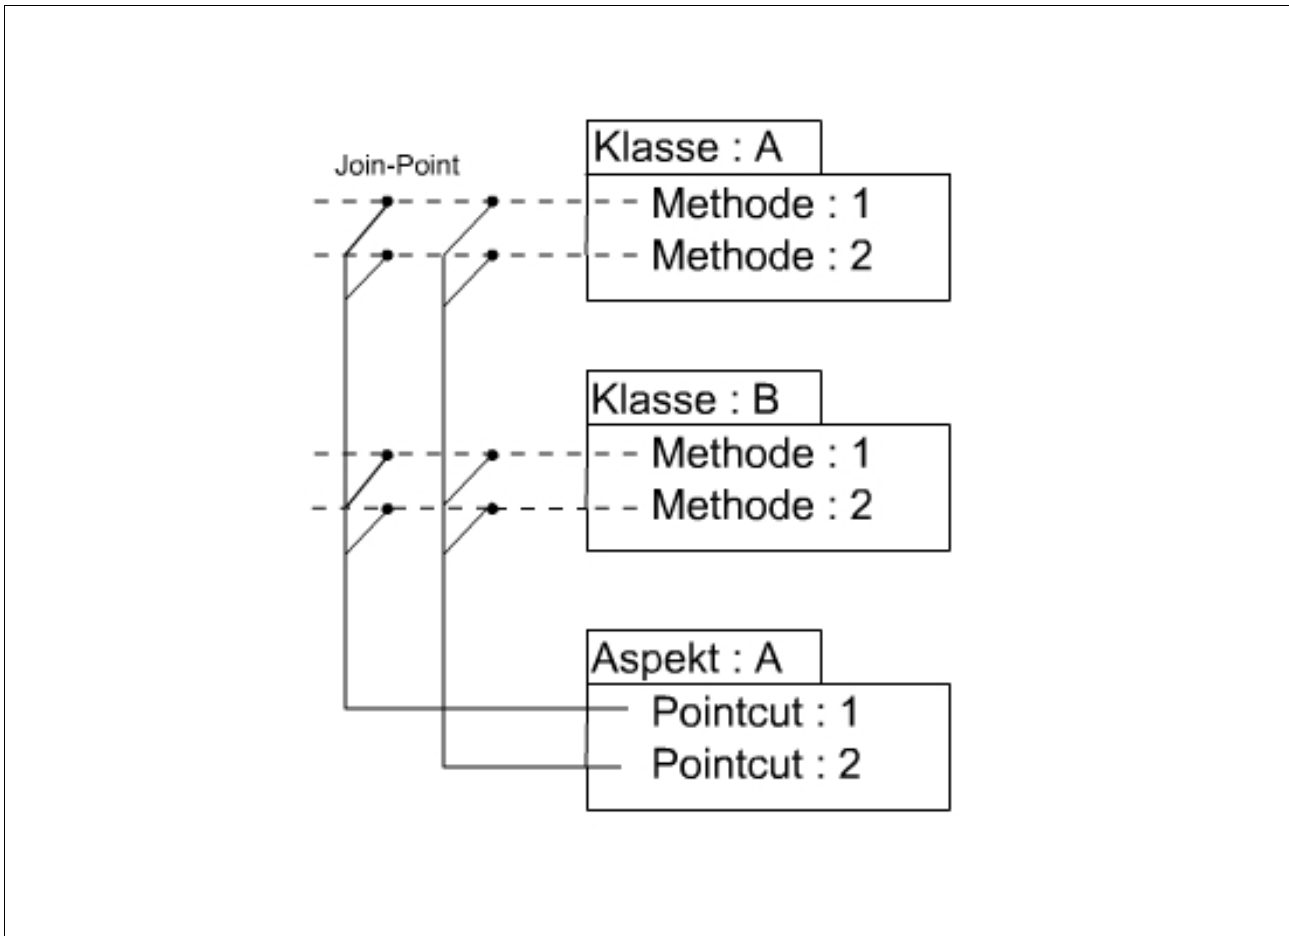 Join-Point
Klasse : A
Methode : 1
Methode : 2
Klasse : B
Methode : 1
Methode : 2
Aspekt : A
Pointcut : 1
Pointcut : 2